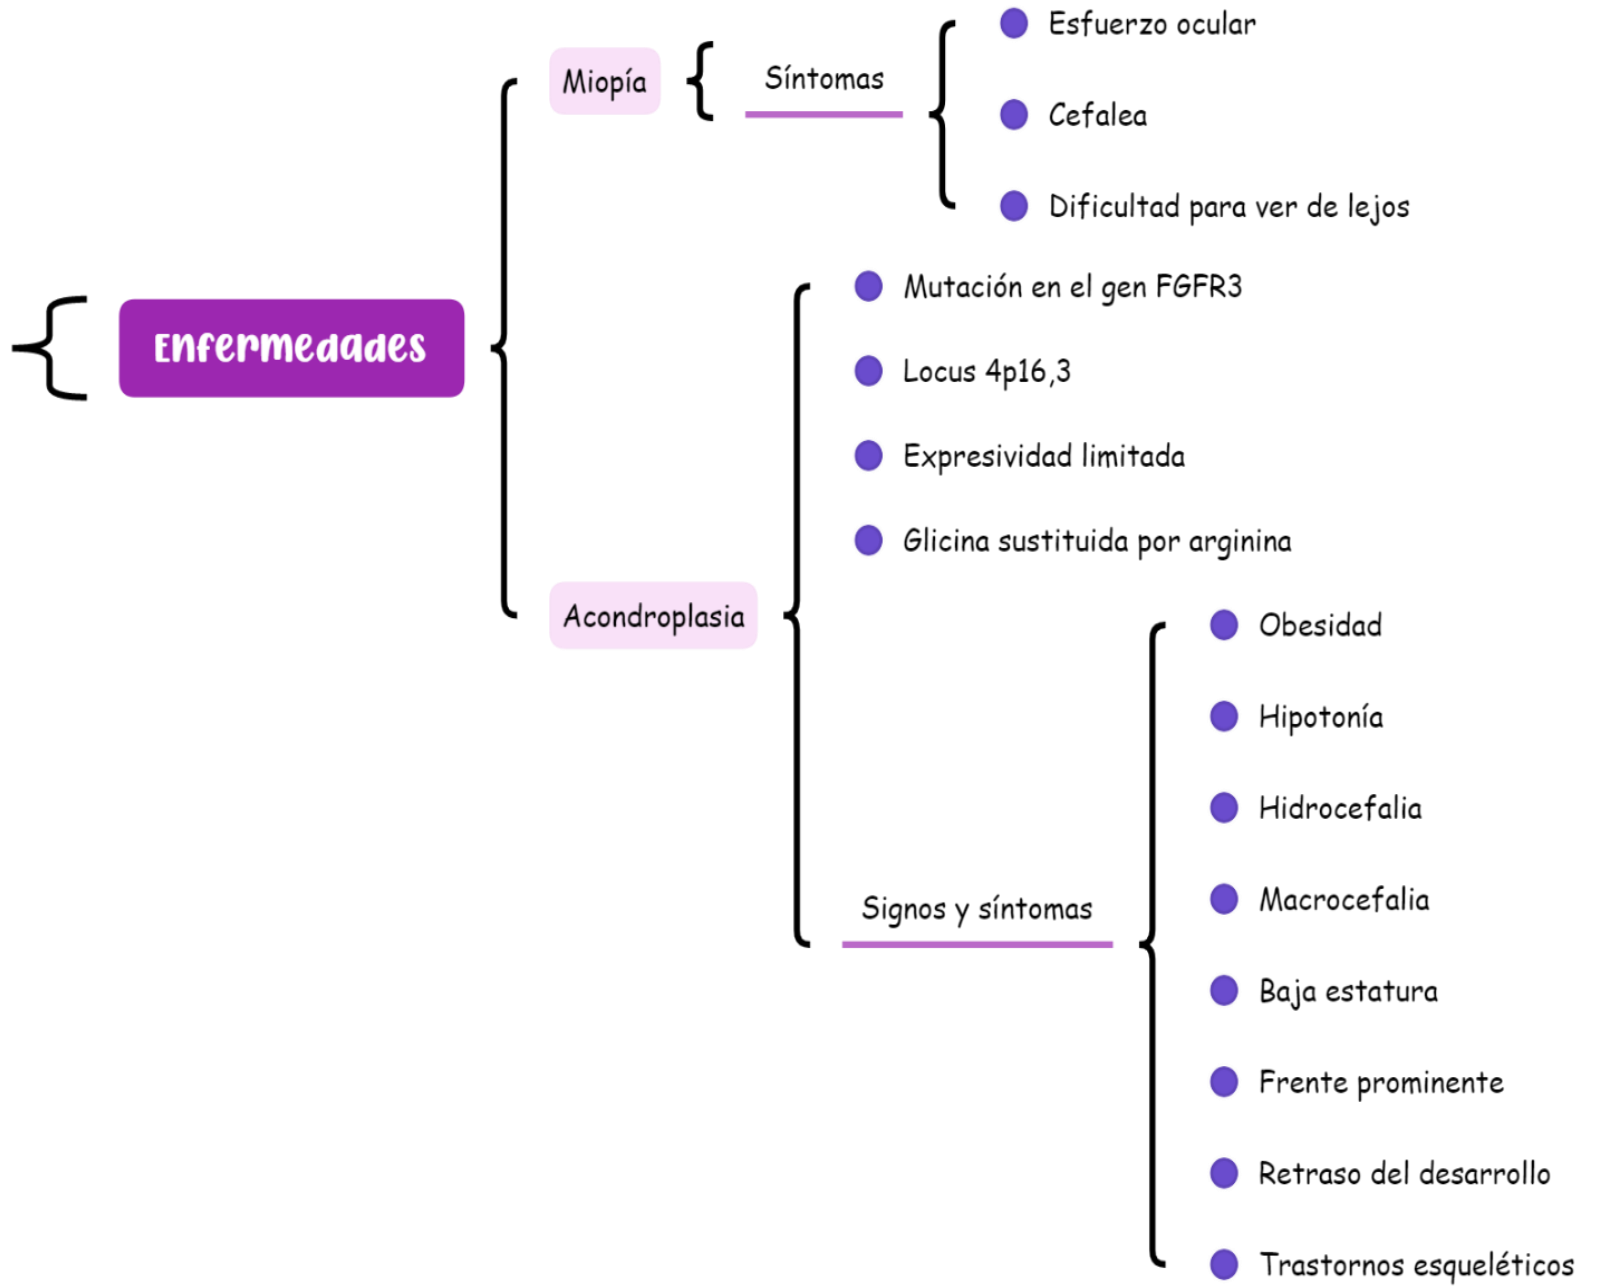 Enfermedades
Miopía
Síntomas
Esfuerzo ocular
Cefalea
Dificultad para ver de lejos
Acondroplasia
Mutación en el gen FGFR3
Locus 4p16,3
Expresividad limitada
Glicina sustituida por arginina
Signos y síntomas
Obesidad
Hipotonía
Hidrocefalia
Macrocefalia
Baja estatura
Frente prominente
Retraso del desarrollo
Trastornos esqueléticos